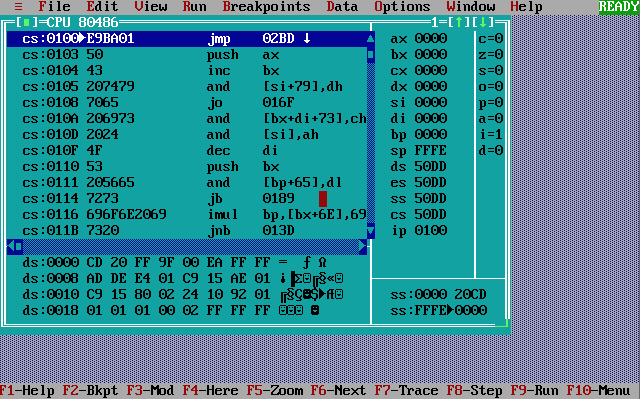 ≡ File Edit View Run Breakpoints Data Options Window Help READY
[■]=CPU 80486 1=[↑][↓]
cs:0100▶E9BA01 jmp 02BD ↓ ax 0000 c=0
cs:0103 50 push ax bx 0000 z=0
cs:0104 43 inc bx cx 0000 s=0
cs:0105 207479 and [si+79],dh dx 0000 o=0
cs:0108 7065 jo 016F si 0000 p=0
cs:010A 206973 and [bx+di+73],ch di 0000 a=0
cs:010D 2024 and [si],ah bp 0000 i=1
cs:010F 4F dec di sp FFFE d=0
cs:0110 53 push bx ds 50DD
cs:0111 205665 and [bp+65],dl es 50DD
cs:0114 7273 jb 0189 ss 50DD
cs:0116 696F6E2069 imul bp,[bx+6E],69 cs 50DD
cs:011B 7320 jnb 013D ip 0100
ds:0000 CD 20 FF 9F 00 EA FF FF = ƒ Ω
ds:0008 AD DE E4 01 C9 15 AE 01 ¡▐Σ☺╔§«☺
ds:0010 C9 15 80 02 24 10 92 01 ╔§Ç☻$►Æ☺ ss:0000 20CD
ds:0018 01 01 01 00 02 FF FF FF ☺☺☺ ☻ ss:FFFE▶0000
F1-Help F2-Bkpt F3-Mod F4-Here F5-Zoom F6-Next F7-Trace F8-Step F9-Run F10-Menu